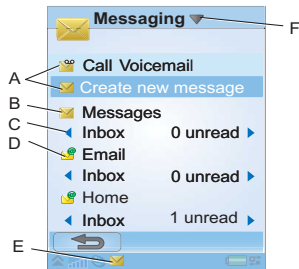 Messaging
F
A
Call Voicemail
Create new message
B
Messages
C
Inbox 0 unread
D
Email
Inbox 0 unread
Home
Inbox 1 unread
E